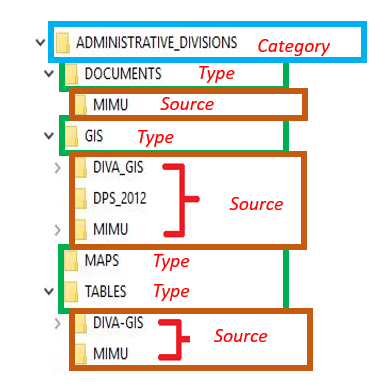 ADMINISTRATIVE_DIVISIONS Category
DOCUMENTS Type
MIMU Source
GIS Type
DIVA_GIS
DPS_2012 Source
MIMU
MAPS Type
TABLES Type
DIVA-GIS
Source
MIMU